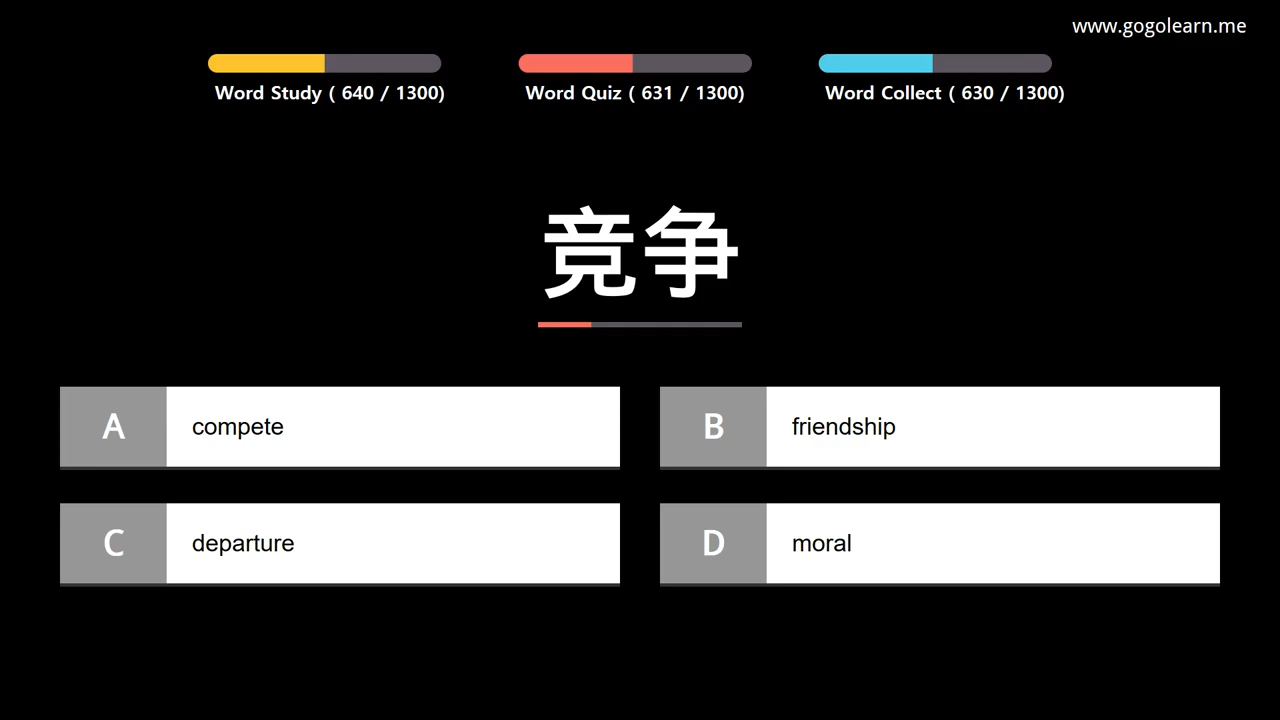 www.gogolearn.me
Word Study ( 640 / 1300)
Word Quiz ( 631 / 1300)
Word Collect ( 630 / 1300)
竞争
A compete
B friendship
C departure
D moral